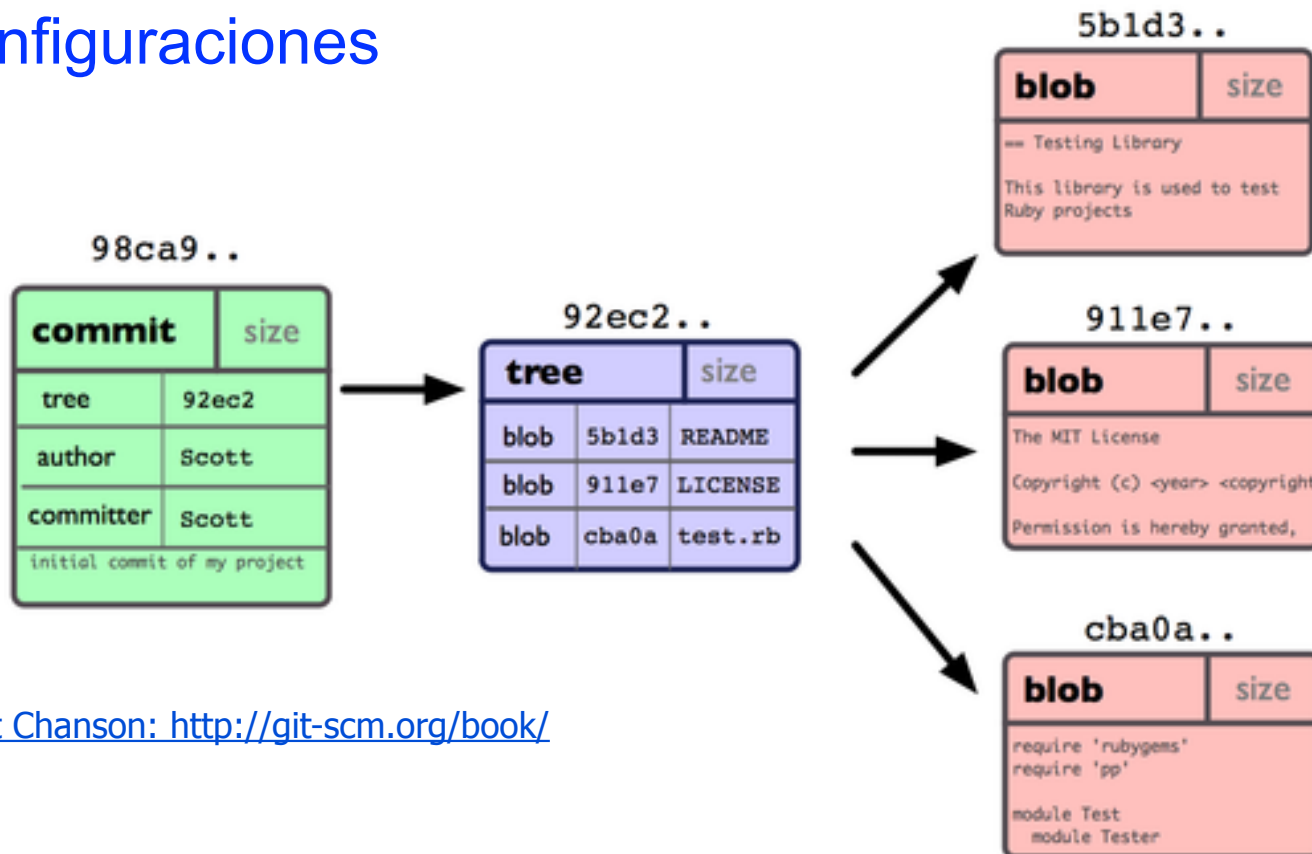 nfiguraciones
98ca9..
commit size
tree 92ec2
author Scott
committer Scott
initial commit of my project
92ec2..
tree size
blob 5b1d3 README
blob 911e7 LICENSE
blob cba0a test.rb
5b1d3..
blob size
== Testing Library
This library is used to test
Ruby projects
911e7..
blob size
The MIT License
Copyright (c) <year> <copyright
Permission is hereby granted,
cba0a..
blob size
require 'rubygems'
require 'pp'
module Test
module Tester
Chanson: http://git-scm.org/book/